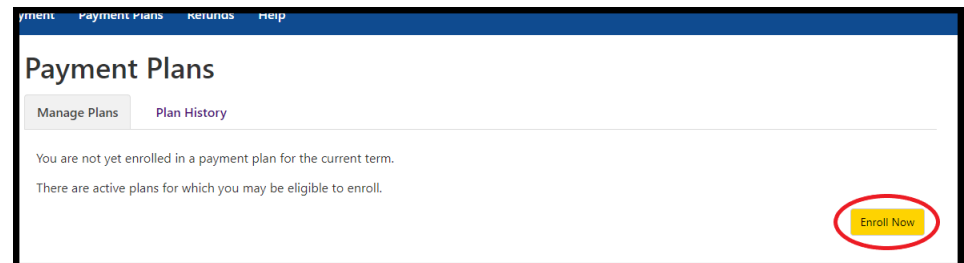 yment Payment Plans Refunds Help
Payment Plans
Manage Plans Plan History
You are not yet enrolled in a payment plan for the current term.
There are active plans for which you may be eligible to enroll.
Enroll Now